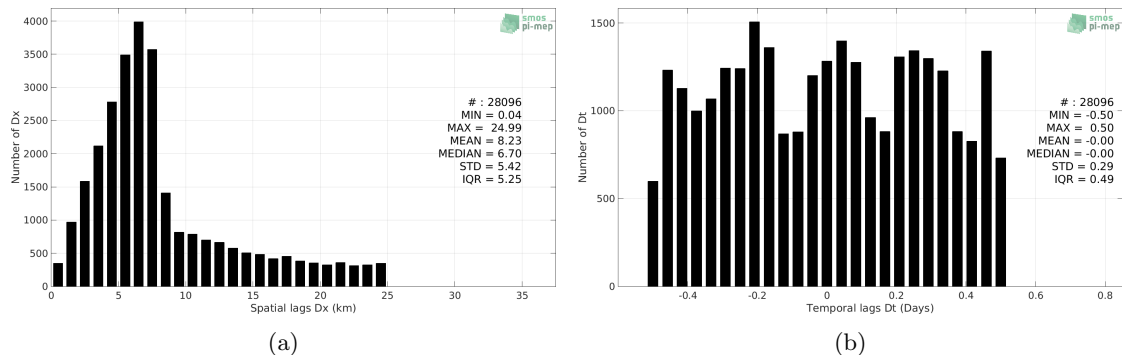 smos
pi-mep
4000
3500
3000
2500
2000
1500
1000
500
0
Number of Dx
# : 28096
MIN = 0.04
MAX = 24.99
MEAN = 8.23
MEDIAN = 6.70
STD = 5.42
IQR = 5.25
0 5 10 15 20 25 30 35
Spatial lags Dx (km)
(a)
smos
pi-mep
1500
1000
500
0
Number of Dt
# : 28096
MIN = -0.50
MAX = 0.50
MEAN = -0.00
MEDIAN = -0.00
STD = 0.29
IQR = 0.49
-0.4 -0.2 0 0.2 0.4 0.6 0.8
Temporal lags Dt (Days)
(b)